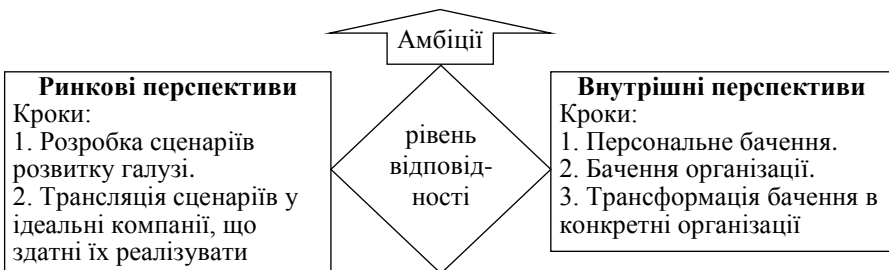 Амбіції
Ринкові перспективи
Кроки:
1. Розробка сценаріїв
розвитку галузі.
2. Трансляція сценаріїв у
ідеальні компанії, що
здатні їх реалізувати
рівень
відповід-
ності
Внутрішні перспективи
Кроки:
1. Персональне бачення.
2. Бачення організації.
3. Трансформація бачення в
конкретні організації